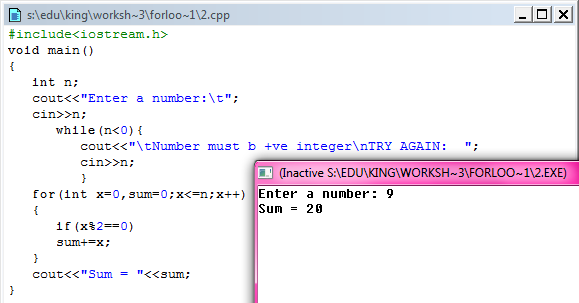 s:\edu\king\worksh~3\forloo~1\2.cpp
#include<iostream.h>
void main()
{
int n;
cout<<"Enter a number:\t";
cin>>n;
while(n<0){
cout<<"\tNumber must b +ve integer\nTRY AGAIN:  ";
cin>>n;
}
for(int x=0,sum=0;x<=n;x++)
{
if(x%2==0)
sum+=x;
}
cout<<"Sum = "<<sum;
}
(Inactive S:\EDU\KING\WORKSH~3\FORLOO~1\2.EXE)
Enter a number: 9
Sum = 20